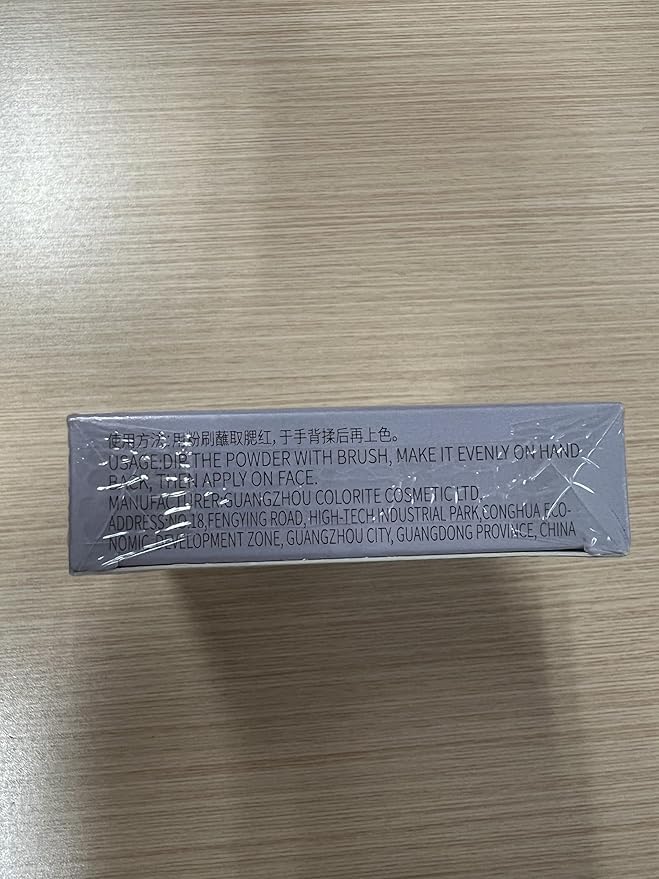 使用方法: 用粉刷蘸取腮红, 于手背揉后再上色。
USAGE:DIP THE POWDER WITH BRUSH, MAKE IT EVENLY ON HAND
BACK, THEN APPLY ON FACE.
MANUFACTURER:GUANGZHOU COLORITE COSMETIC LTD,
ADDRESS:NO.18,FENGYING ROAD, HIGH-TECH INDUSTRIAL PARK,CONGHUA ECO-
NOMIC DEVELOPMENT ZONE, GUANGZHOU CITY, GUANGDONG PROVINCE, CHINA